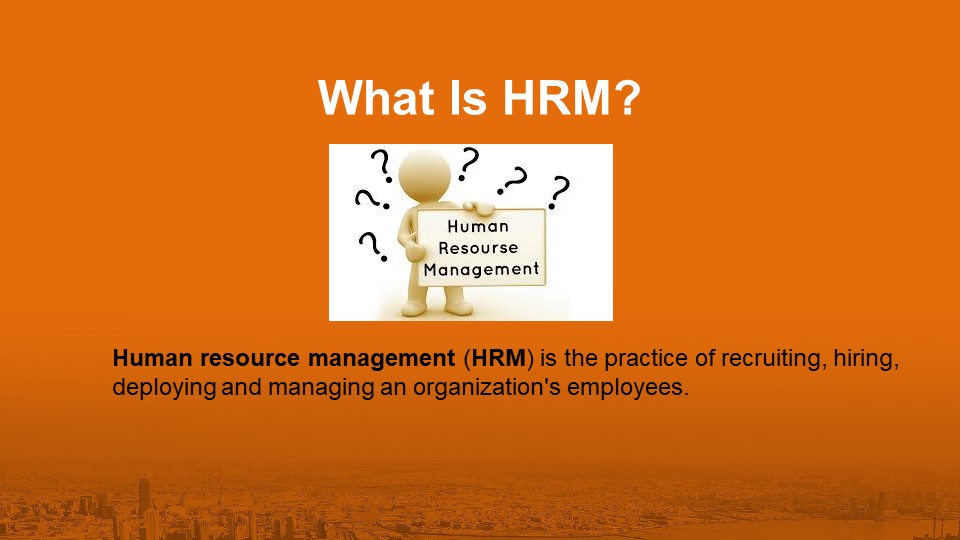 What Is HRM?
?
?
?
?
?
?
Human
Resourse
Management
Human resource management (HRM) is the practice of recruiting, hiring,
deploying and managing an organization's employees.